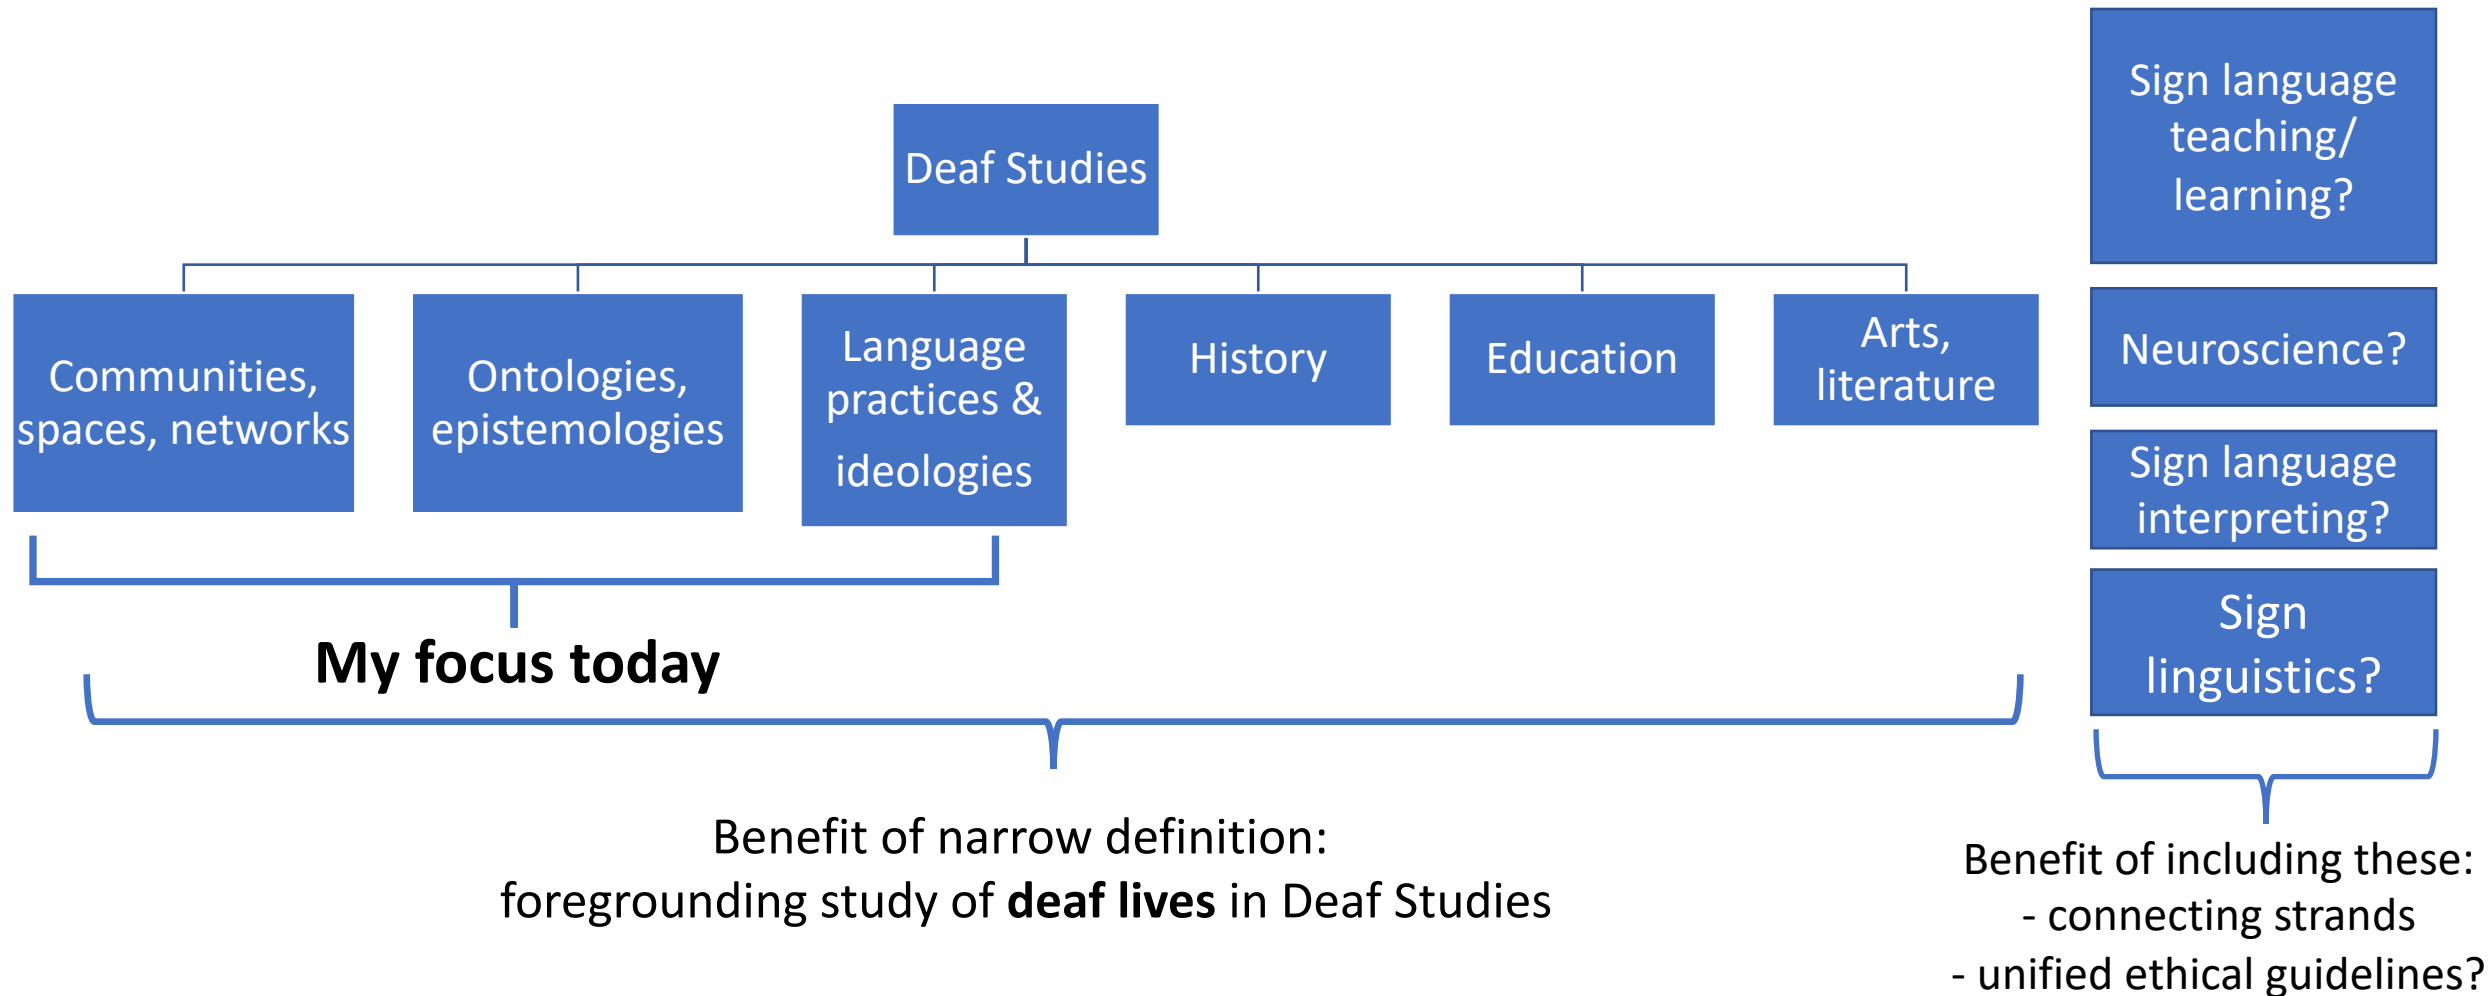 Deaf Studies
Communities,
spaces, networks
Ontologies,
epistemologies
Language
practices &
ideologies
History
Education
Arts,
literature
Sign language
teaching/
learning?
Neuroscience?
Sign language
interpreting?
Sign
linguistics?
My focus today
Benefit of narrow definition:
foregrounding study of deaf lives in Deaf Studies
Benefit of including these:
- connecting strands
- unified ethical guidelines?